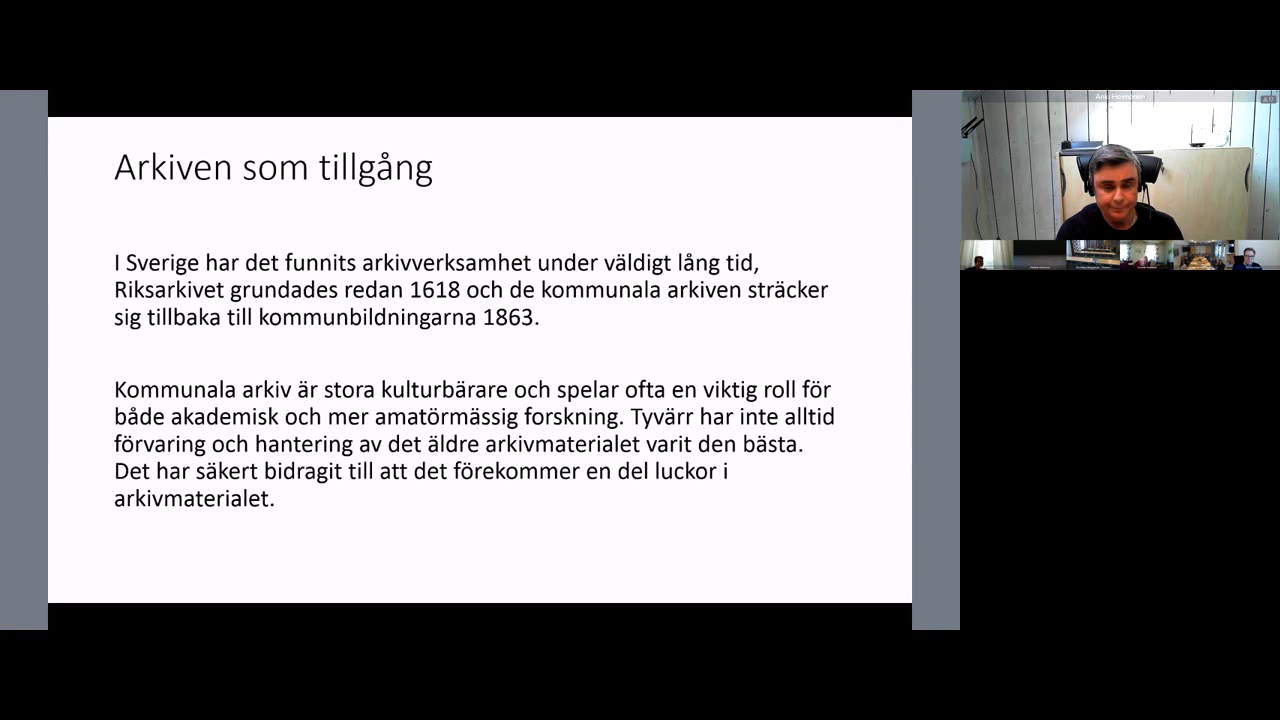 Arkiven som tillgång
I Sverige har det funnits arkivverksamhet under väldigt lång tid,
Riksarkivet grundades redan 1618 och de kommunala arkiven sträcker
sig tillbaka till kommunbildningarna 1863.
Kommunala arkiv är stora kulturbärare och spelar ofta en viktig roll för
både akademisk och mer amatörmässig forskning. Tyvärr har inte alltid
förvaring och hantering av det äldre arkivmaterialet varit den bästa.
Det har säkert bidragit till att det förekommer en del luckor i
arkivmaterialet.